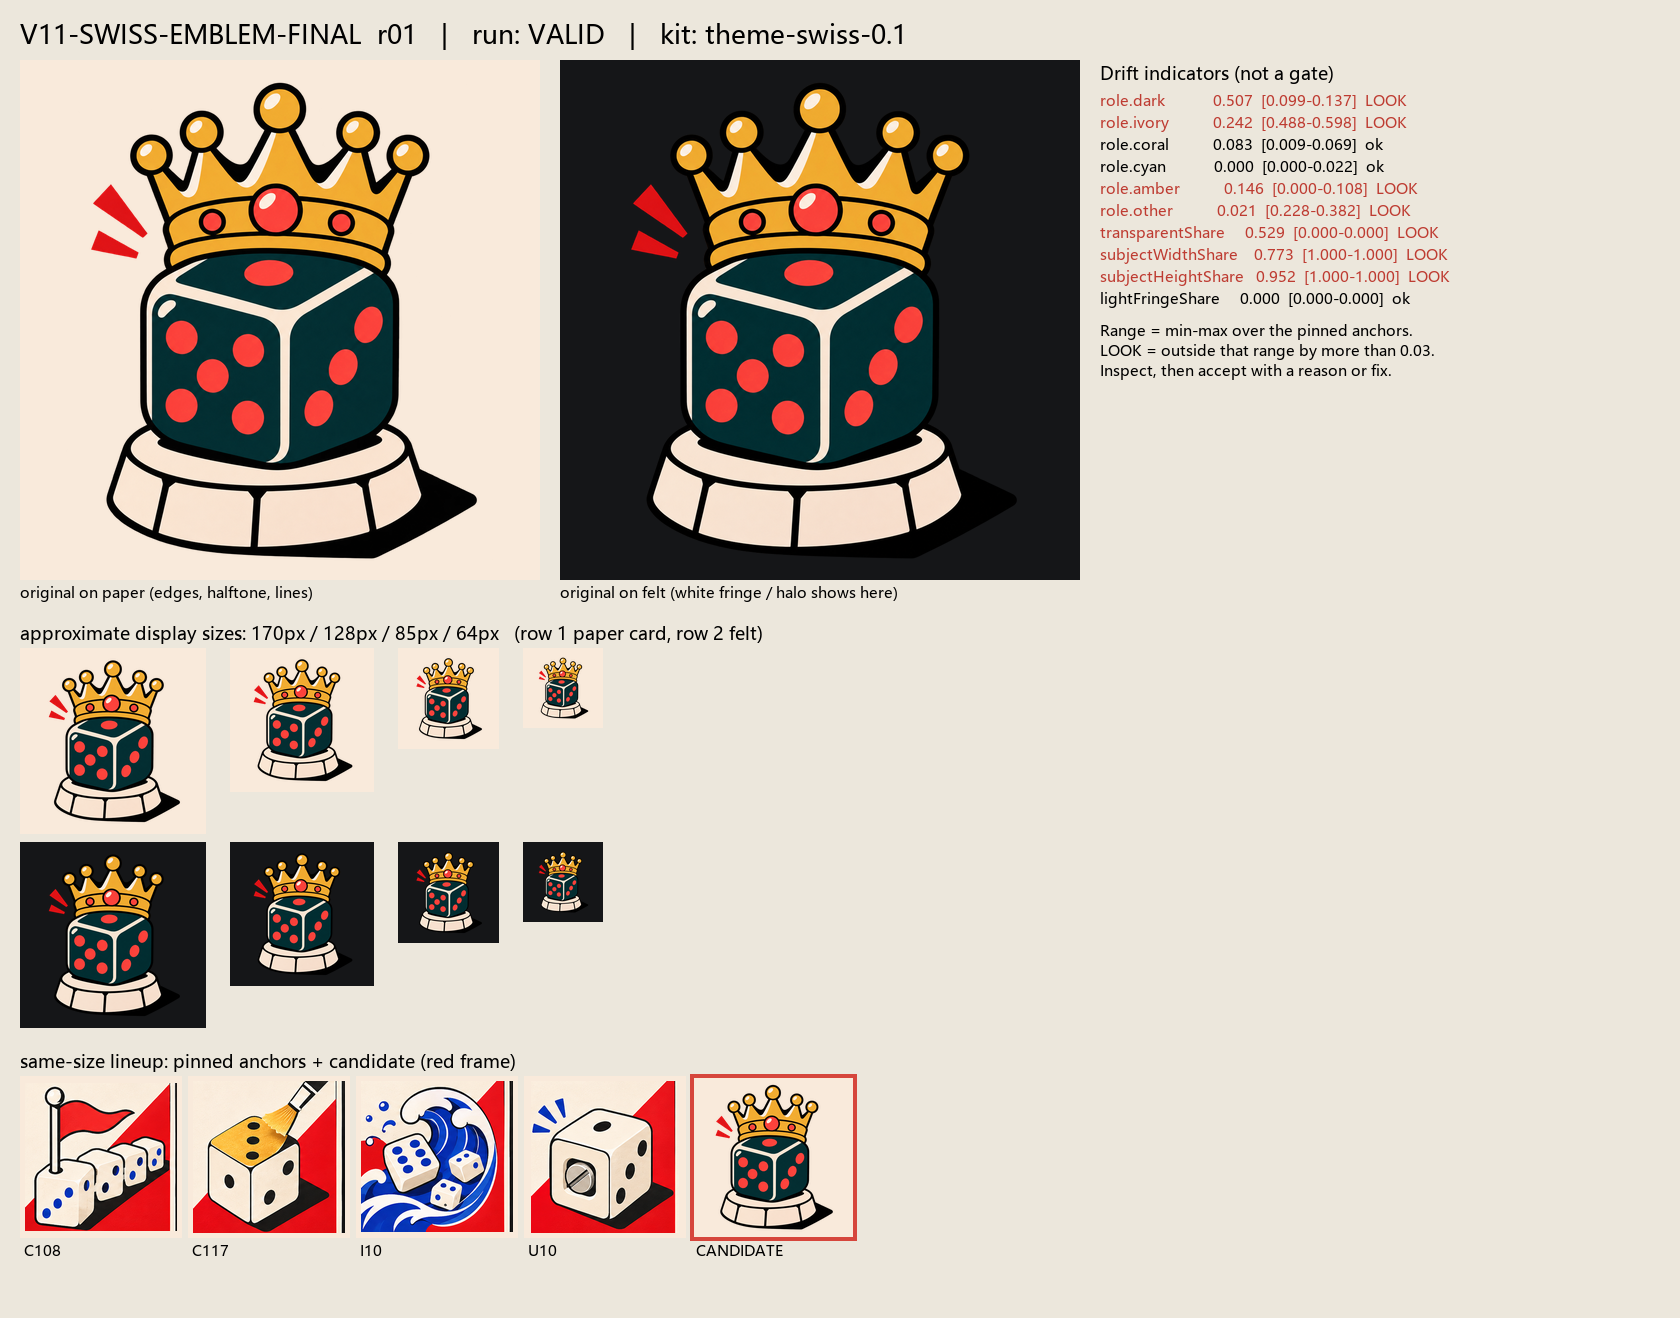 V11-SWISS-EMBLEM-FINAL r01 | run: VALID | kit: theme-swiss-0.1
Drift indicators (not a gate)
role.dark 0.507 [0.099-0.137] LOOK
role.ivory 0.242 [0.488-0.598] LOOK
role.coral 0.083 [0.009-0.069] ok
role.cyan 0.000 [0.000-0.022] ok
role.amber 0.146 [0.000-0.108] LOOK
role.other 0.021 [0.228-0.382] LOOK
transparentShare 0.529 [0.000-0.000] LOOK
subjectWidthShare 0.773 [1.000-1.000] LOOK
subjectHeightShare 0.952 [1.000-1.000] LOOK
lightFringeShare 0.000 [0.000-0.000] ok
Range = min-max over the pinned anchors.
LOOK = outside that range by more than 0.03.
Inspect, then accept with a reason or fix.
original on paper (edges, halftone, lines)
original on felt (white fringe / halo shows here)
approximate display sizes: 170px / 128px / 85px / 64px (row 1 paper card, row 2 felt)
same-size lineup: pinned anchors + candidate (red frame)
C108
C117
I10
U10
CANDIDATE